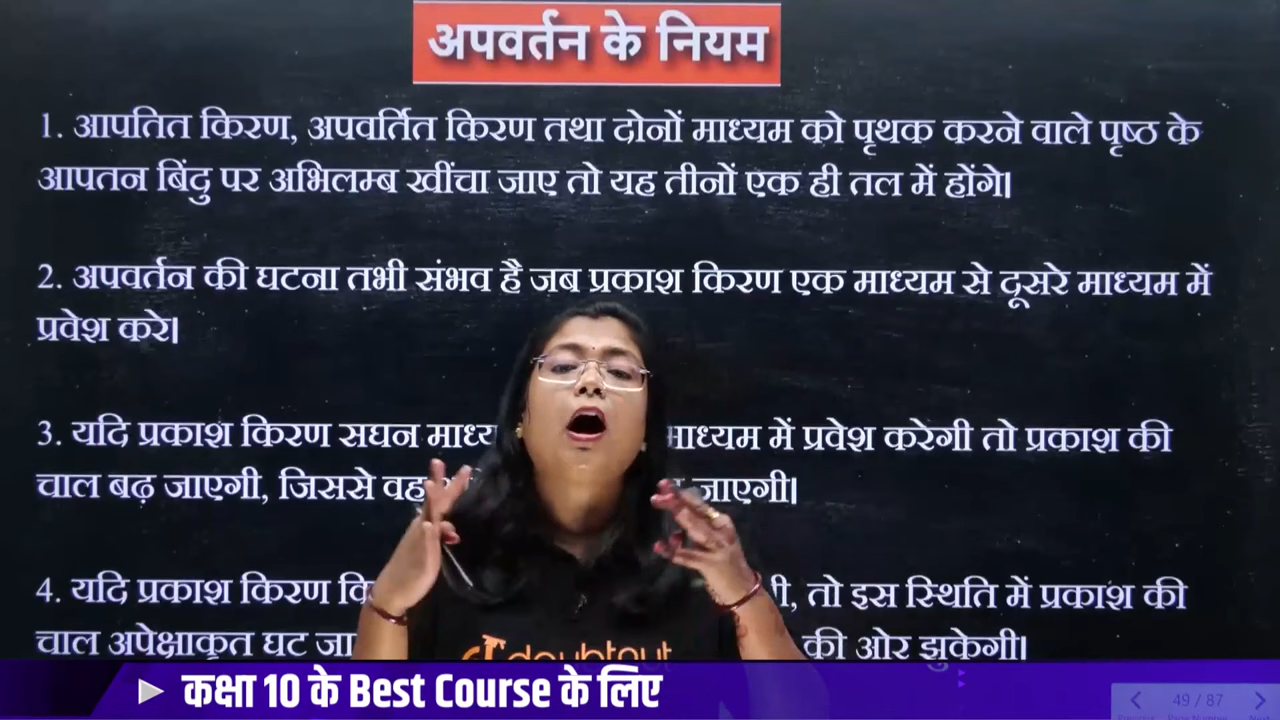 अपवर्तन के नियम
1. आपतित किरण, अपवर्तित किरण तथा दोनों माध्यम को पृथक करने वाले पृष्ठ के
आपतन बिंदु पर अभिलम्ब खींचा जाए तो यह तीनों एक ही तल में होंगे।
2. अपवर्तन की घटना तभी संभव है जब प्रकाश किरण एक माध्यम से दूसरे माध्यम में
प्रवेश करे।
3. यदि प्रकाश किरण सघन माध्य माध्यम में प्रवेश करेगी तो प्रकाश की
चाल बढ़ जाएगी, जिससे वह जाएगी।
4. यदि प्रकाश किरण वि ी, तो इस स्थिति में प्रकाश की
चाल अपेक्षाकृत घट जा की ओर झुकेगी।
doubtnut
कक्षा 10 के Best Course के लिए
49 / 87